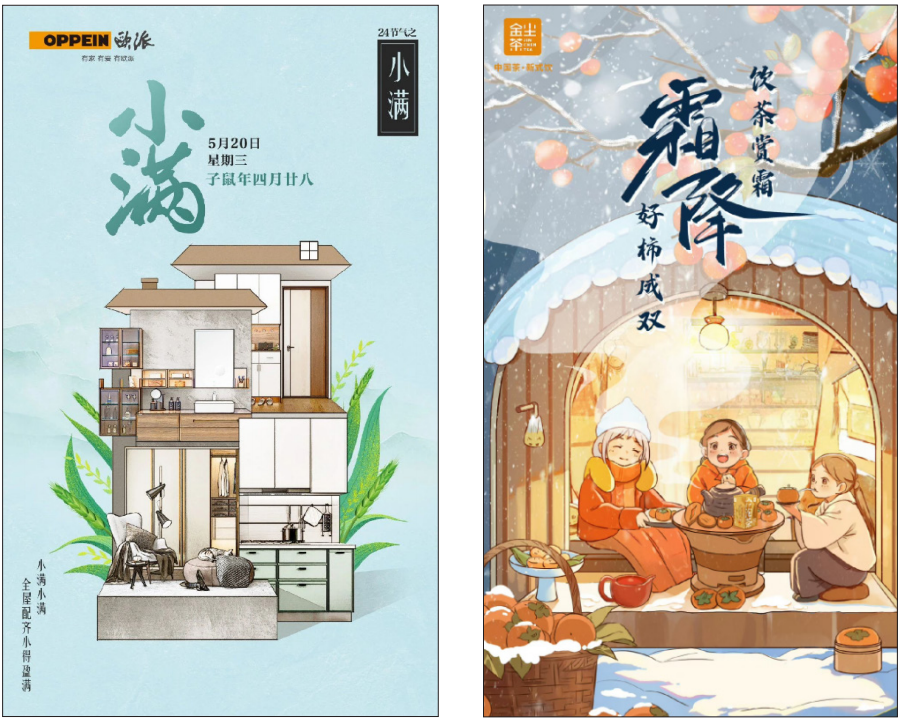 OPPEIN 欧派
有家 有爱 有欧派
24节气之
小满
小满
5月20日
星期三
子鼠年四月廿八
小满小满
全屋配齐小得盈满
金尘茶
中国茶·新感觉
霜降
饮茶赏霜
好柿成双